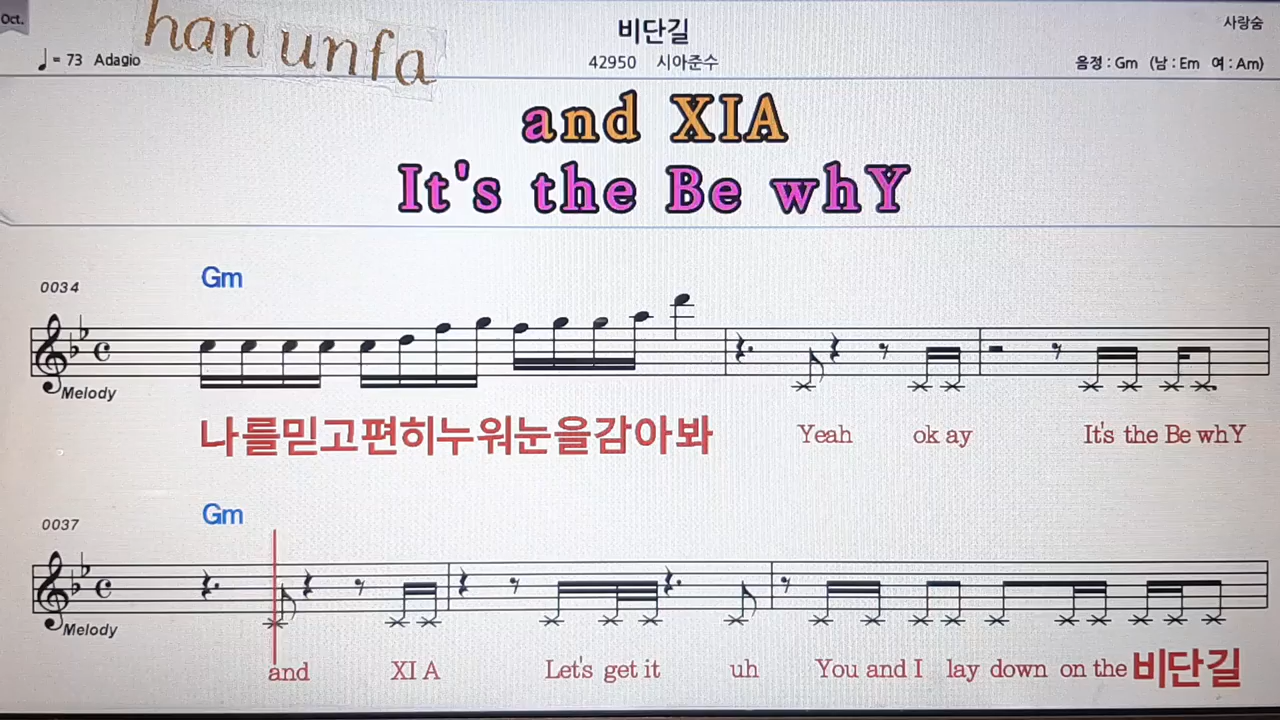 Oct.
han unfa
비단길
사랑숨
♩= 73 Adagio
42950 시아준수
음정 : Gm (남 : Em 여 : Am)
and XIA
It's the Be whY
Gm
0034
Melody
나를믿고편히누워눈을감아봐 Yeah ok ay It's the Be whY
Gm
0037
Melody
and XI A Let's get it uh You and I lay down on the 비단길